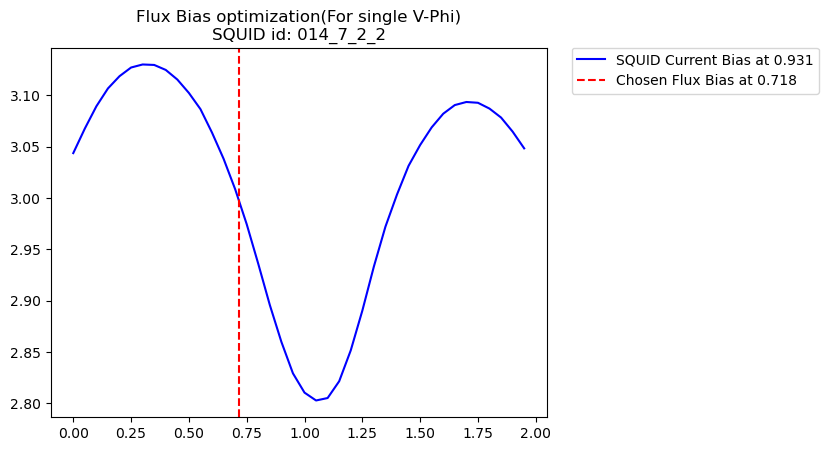 Flux Bias optimization(For single V-Phi)
SQUID id: 014_7_2_2
SQUID Current Bias at 0.931
Chosen Flux Bias at 0.718
3.10
3.05
3.00
2.95
2.90
2.85
2.80
0.00 0.25 0.50 0.75 1.00 1.25 1.50 1.75 2.00